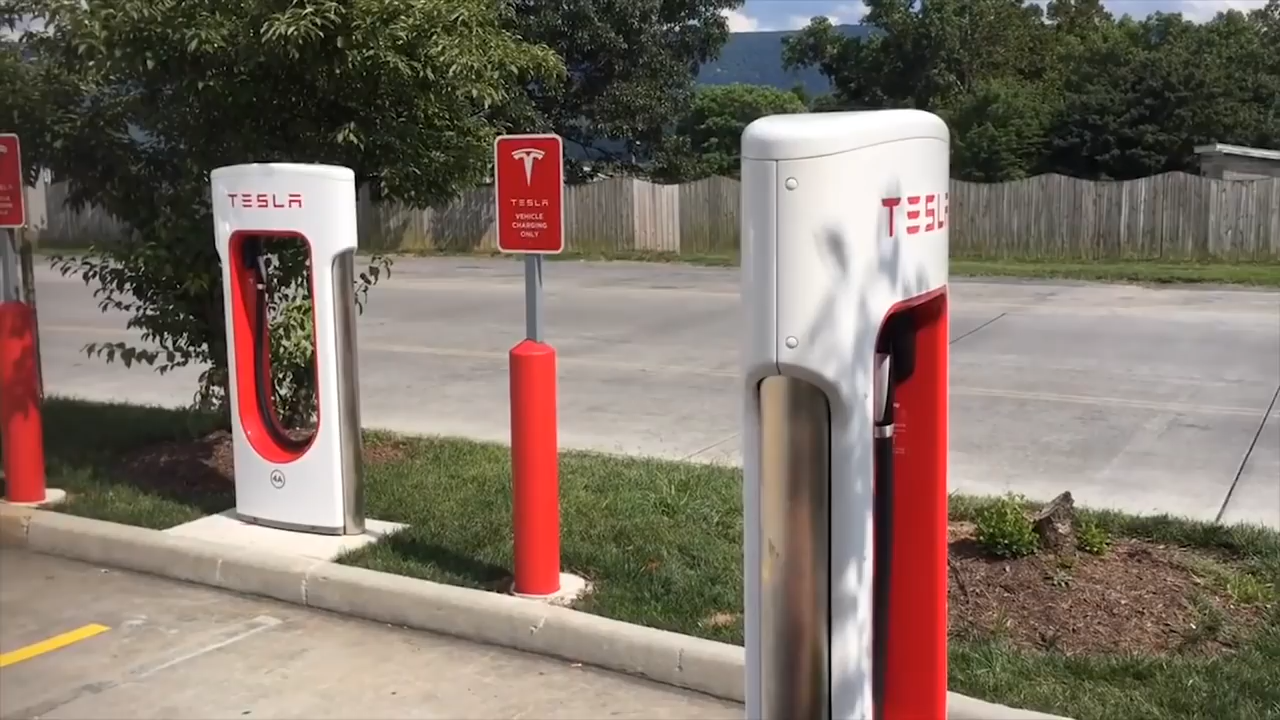 TESLA
4A
TESLA
VEHICLE
CHARGING
ONLY
TESL